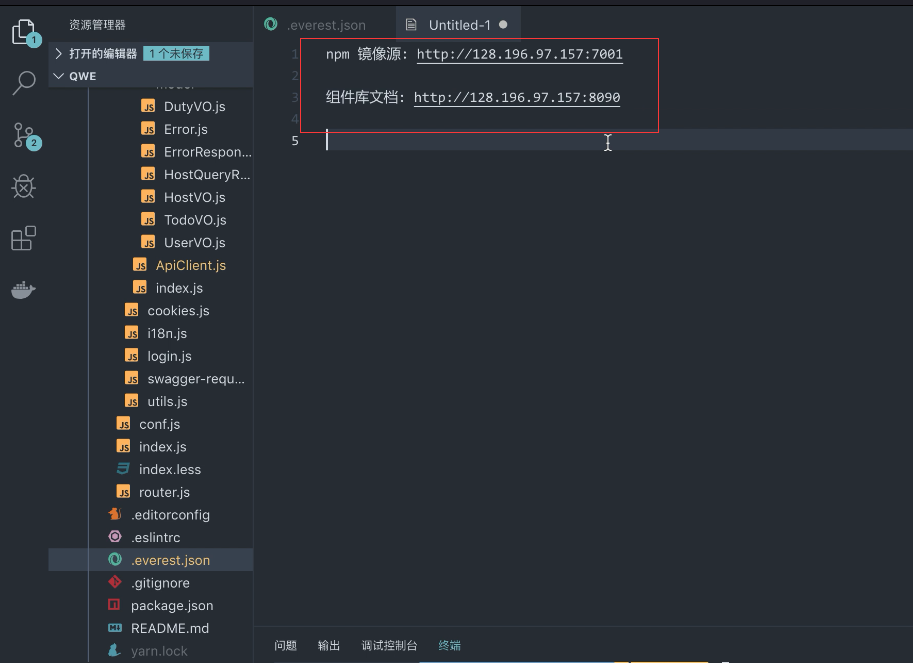 资源管理器
.everest.json
Untitled-1
1
打开的编辑器
1 个未保存
QWE
DutyVO.js
Error.js
ErrorRespon...
HostQueryR...
HostVO.js
TodoVO.js
UserVO.js
ApiClient.js
index.js
cookies.js
i18n.js
login.js
swagger-requ...
utils.js
conf.js
index.js
index.less
router.js
.editorconfig
.eslintrc
.everest.json
.gitignore
package.json
README.md
yarn.lock
2
1 npm 镜像源: http://128.196.97.157:7001
2
3 组件库文档: http://128.196.97.157:8090
4
5
问题 输出 调试控制台 终端